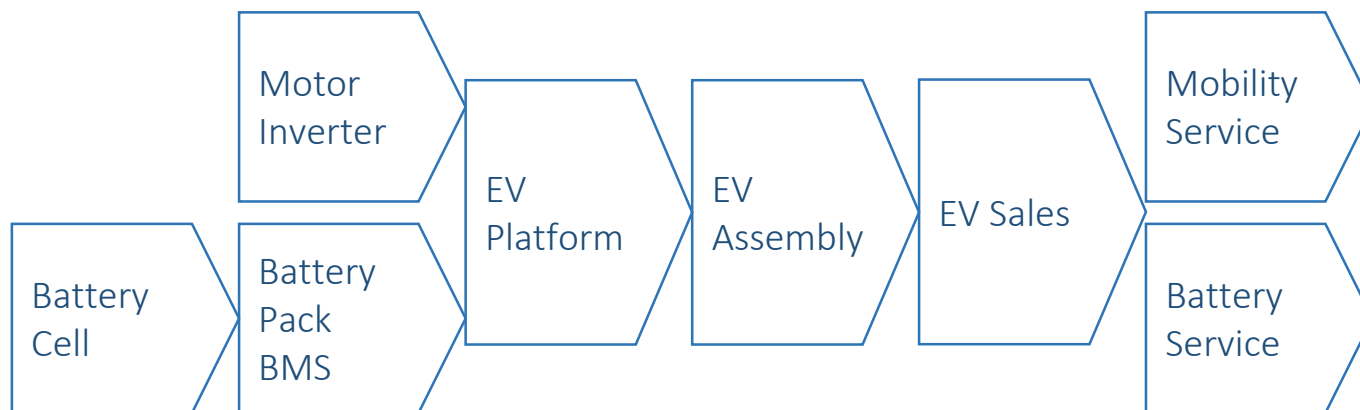 Motor
Inverter
Battery
Cell
Battery
Pack
BMS
EV
Platform
EV
Assembly
EV Sales
Mobility
Service
Battery
Service